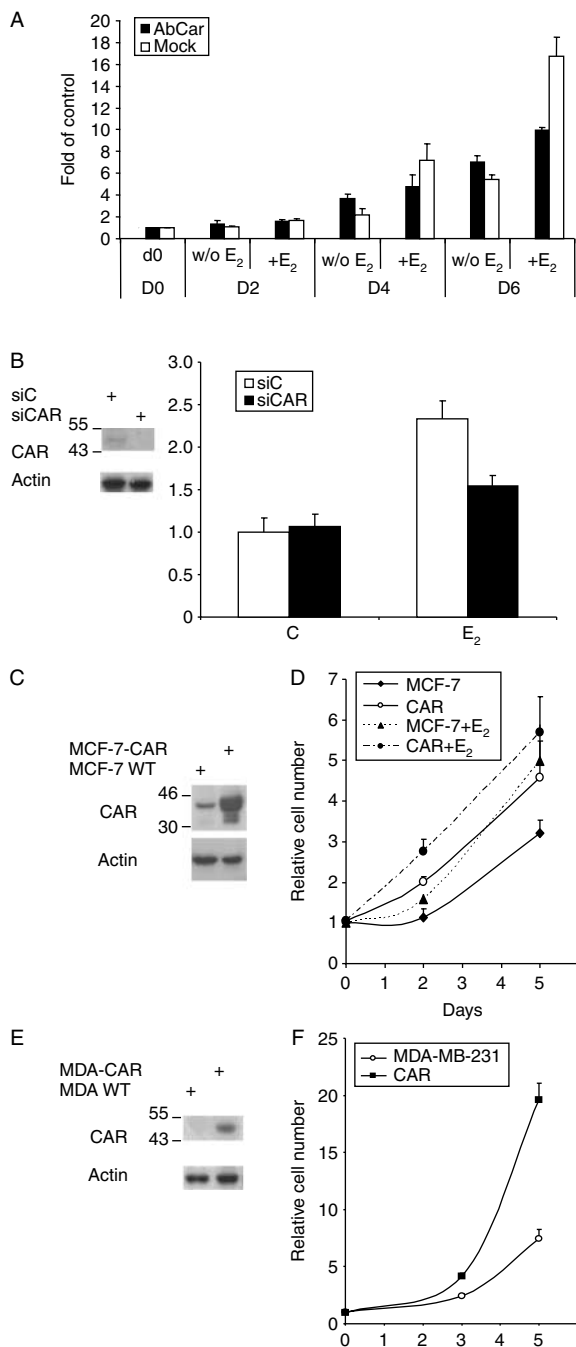 A
AbCar
Mock
Fold of control
20
18
16
14
12
10
8
6
4
2
0
d0 w/o E2 +E2 w/o E2 +E2 w/o E2 +E2
D0 D2 D4 D6
B
siC +
siCAR +
55
CAR
43
Actin
siC
siCAR
3.0
2.5
2.0
1.5
1.0
0.5
0
C E2
C
MCF-7-CAR +
MCF-7 WT +
46
CAR
30
Actin
D
MCF-7
CAR
MCF-7+E2
CAR+E2
Relative cell number
7
6
5
4
3
2
1
0
0 1 2 3 4 5
Days
E
MDA-CAR +
MDA WT +
55
CAR
43
Actin
F
MDA-MB-231
CAR
Relative cell number
25
20
15
10
5
0
0 1 2 3 4 5